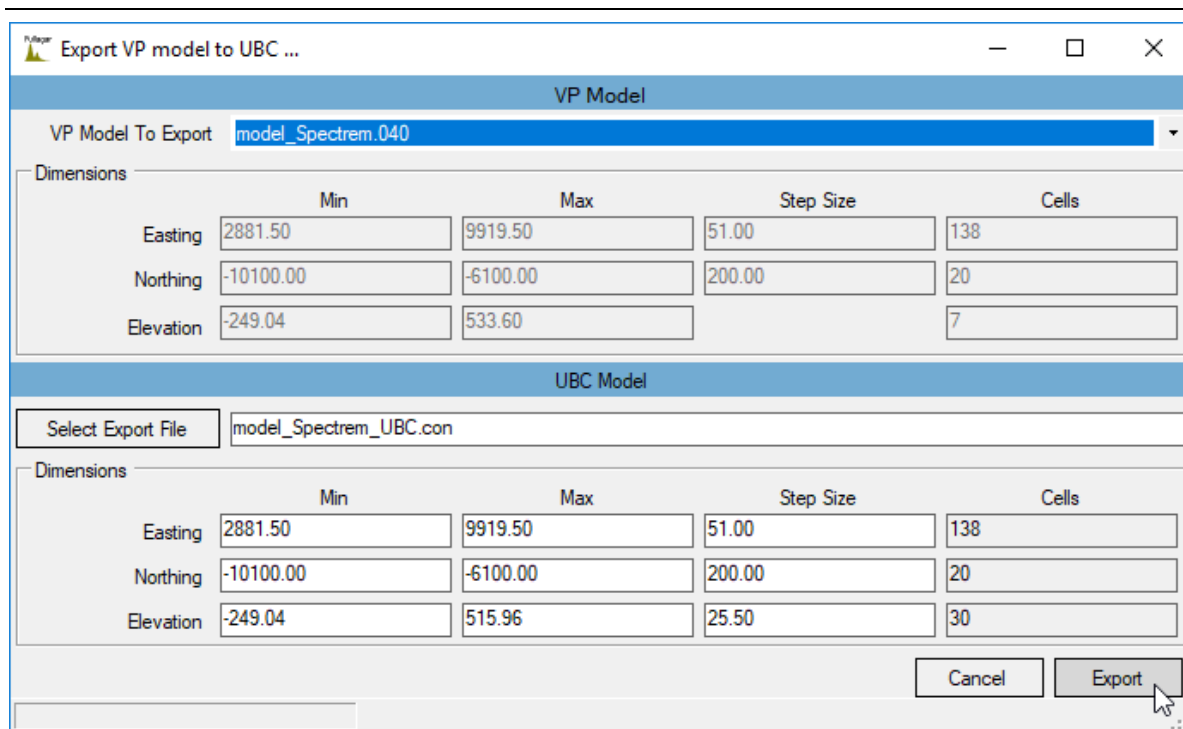 Export VP model to UBC ...
VP Model
VP Model To Export model_Spectrem.040
Dimensions
Min Max Step Size Cells
Easting 2881.50 9919.50 51.00 138
Northing -10100.00 -6100.00 200.00 20
Elevation -249.04 533.60 7
UBC Model
Select Export File model_Spectrem_UBC.con
Dimensions
Min Max Step Size Cells
Easting 2881.50 9919.50 51.00 138
Northing -10100.00 -6100.00 200.00 20
Elevation -249.04 515.96 25.50 30
Cancel Export